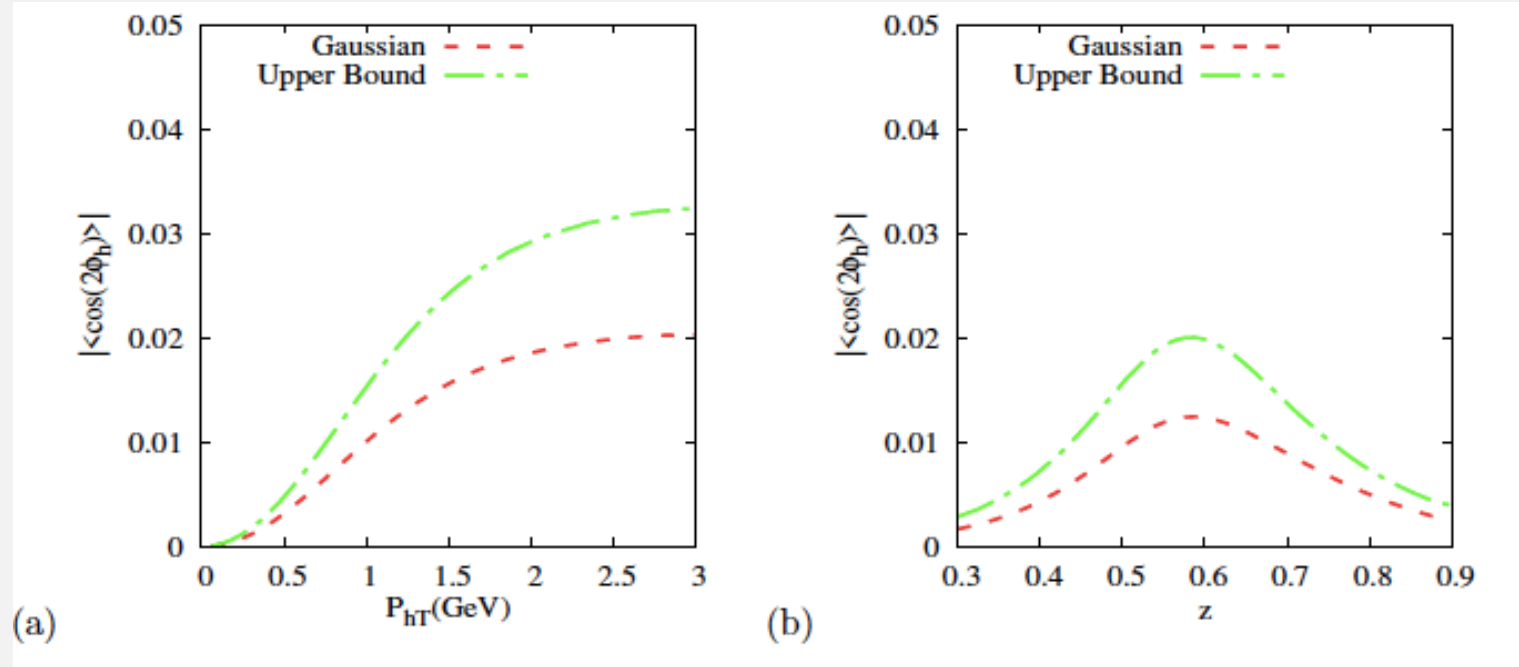 0.05
0.04
0.03
0.02
0.01
0
|<cos(2ϕh)>|
Gaussian
Upper Bound
0 0.5 1 1.5 2 2.5 3
PhT(GeV)
(a)
0.05
0.04
0.03
0.02
0.01
0
|<cos(2ϕh)>|
Gaussian
Upper Bound
0.3 0.4 0.5 0.6 0.7 0.8 0.9
z
(b)